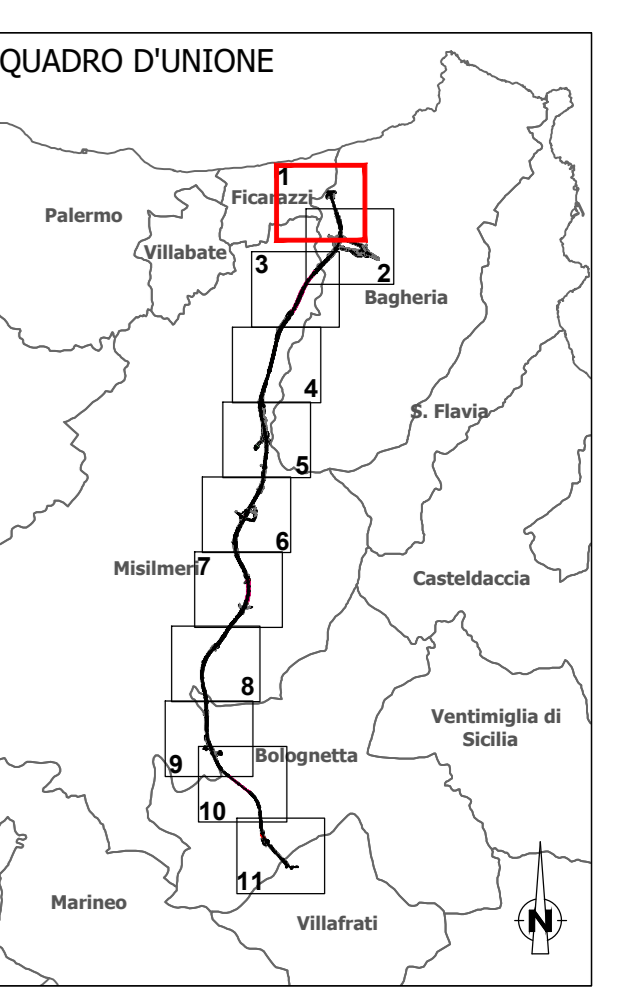 QUADRO D'UNIONE
1
Ficarazzi
Palermo
Villabate
3
2
Bagheria
4
S. Flavia
5
6
Misilmeri
7
Casteldaccia
8
Ventimiglia di
Sicilia
9
Bolognetta
10
11
Marineo
Villafrati
N